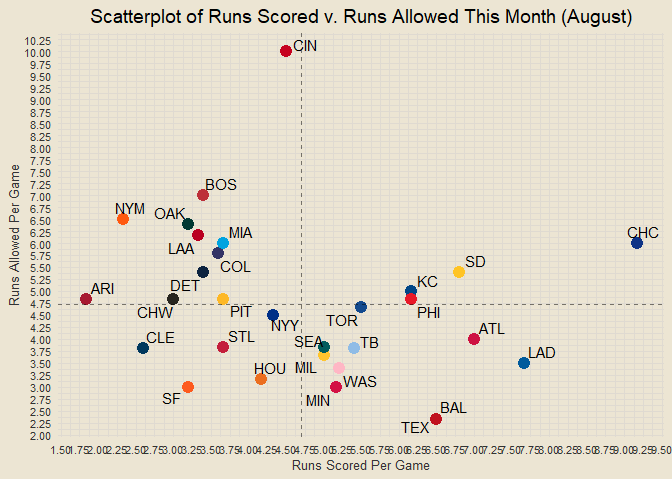 Scatterplot of Runs Scored v. Runs Allowed This Month (August)
Runs Allowed Per Game
10.25
10.00
9.75
9.50
9.25
9.00
8.75
8.50
8.25
8.00
7.75
7.50
7.25
7.00
6.75
6.50
6.25
6.00
5.75
5.50
5.25
5.00
4.75
4.50
4.25
4.00
3.75
3.50
3.25
3.00
2.75
2.50
2.25
2.00
CIN
BOS
NYM
OAK
MIA
CHC
LAA
COL
SD
KC
DET
ARI
CHW
PIT
PHI
TOR
NYY
ATL
CLE
STL
SEA
TB
LAD
HOU
MIL
WAS
SF
MIN
BAL
TEX
1.50 1.75 2.00 2.25 2.50 2.75 3.00 3.25 3.50 3.75 4.00 4.25 4.50 4.75 5.00 5.25 5.50 5.75 6.00 6.25 6.50 6.75 7.00 7.25 7.50 7.75 8.00 8.25 8.50 8.75 9.00 9.25 9.50
Runs Scored Per Game